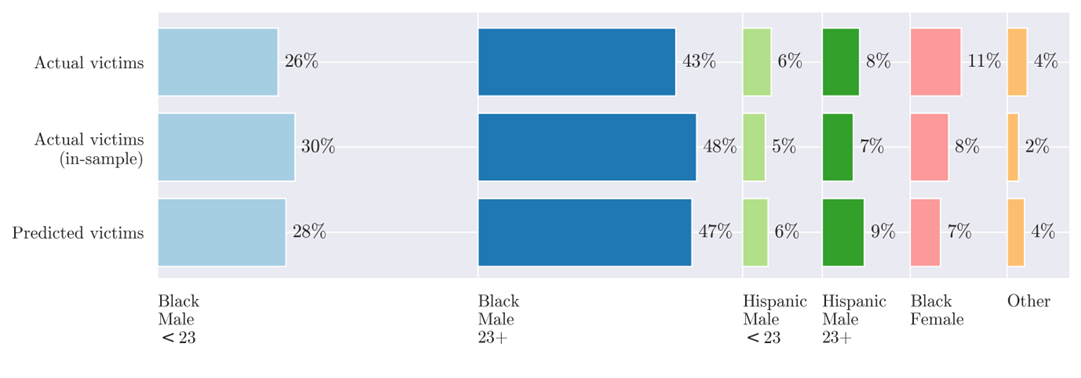 Actual victims
26%
43%
6%
8%
11%
4%
Actual victims
(in-sample)
30%
48%
5%
7%
8%
2%
Predicted victims
28%
47%
6%
9%
7%
4%
Black
Male
< 23
Black
Male
23+
Hispanic
Male
< 23
Hispanic
Male
23+
Black
Female
Other